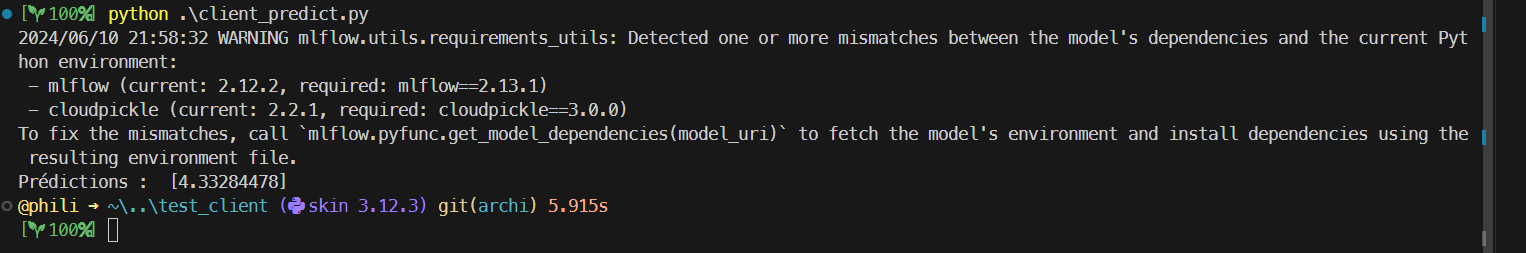 [100%] python .\client_predict.py
2024/06/10 21:58:32 WARNING mlflow.utils.requirements_utils: Detected one or more mismatches between the model's dependencies and the current Pyt
hon environment:
 - mlflow (current: 2.12.2, required: mlflow==2.13.1)
 - cloudpickle (current: 2.2.1, required: cloudpickle==3.0.0)
To fix the mismatches, call `mlflow.pyfunc.get_model_dependencies(model_uri)` to fetch the model's environment and install dependencies using the
 resulting environment file.
Prédictions :  [4.33284478]
@phili → ~\..\test_client (skin 3.12.3) git(archi) 5.915s
[100%]